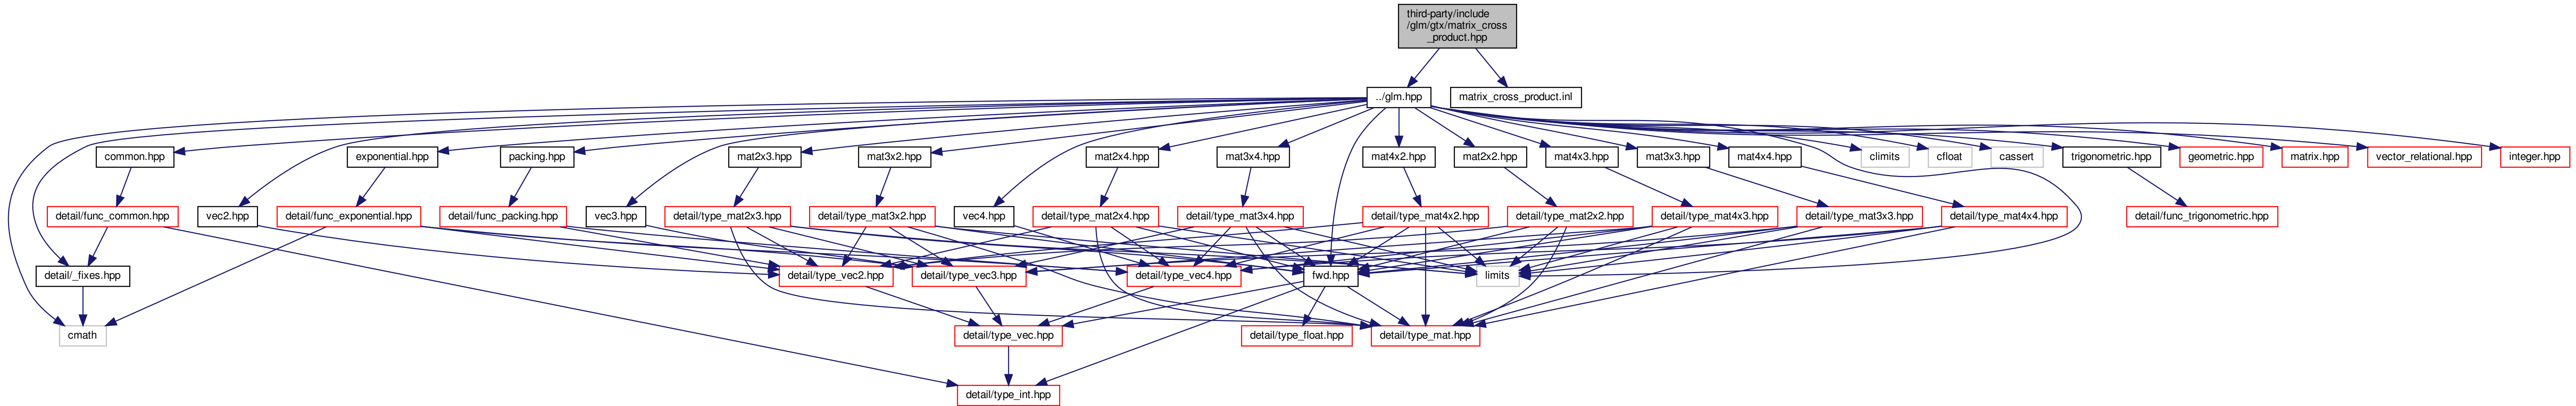 third-party/include
/glm/gtx/matrix_cross
_product.hpp
../glm.hpp
matrix_cross_product.inl
common.hpp
exponential.hpp
packing.hpp
mat2x3.hpp
mat3x2.hpp
mat2x4.hpp
mat3x4.hpp
mat4x2.hpp
mat2x2.hpp
mat4x3.hpp
mat3x3.hpp
mat4x4.hpp
climits
cfloat
cassert
trigonometric.hpp
geometric.hpp
matrix.hpp
vector_relational.hpp
integer.hpp
detail/func_common.hpp
vec2.hpp
detail/func_exponential.hpp
detail/func_packing.hpp
vec3.hpp
detail/type_mat2x3.hpp
detail/type_mat3x2.hpp
vec4.hpp
detail/type_mat2x4.hpp
detail/type_mat3x4.hpp
detail/type_mat4x2.hpp
detail/type_mat2x2.hpp
detail/type_mat4x3.hpp
detail/type_mat3x3.hpp
detail/type_mat4x4.hpp
detail/func_trigonometric.hpp
detail/_fixes.hpp
detail/type_vec2.hpp
detail/type_vec3.hpp
detail/type_vec4.hpp
fwd.hpp
limits
cmath
detail/type_vec.hpp
detail/type_float.hpp
detail/type_mat.hpp
detail/type_int.hpp